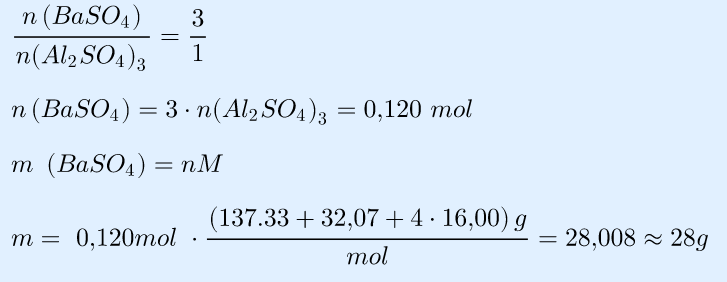 n (BaSO₄) / n(Al₂SO₄)₃ = 3/1
n (BaSO₄) = 3 · n(Al₂SO₄)₃ = 0,120 mol
m (BaSO₄) = nM
m = 0,120mol · (137.33 + 32,07 + 4 · 16,00) g / mol = 28,008 ≈ 28g